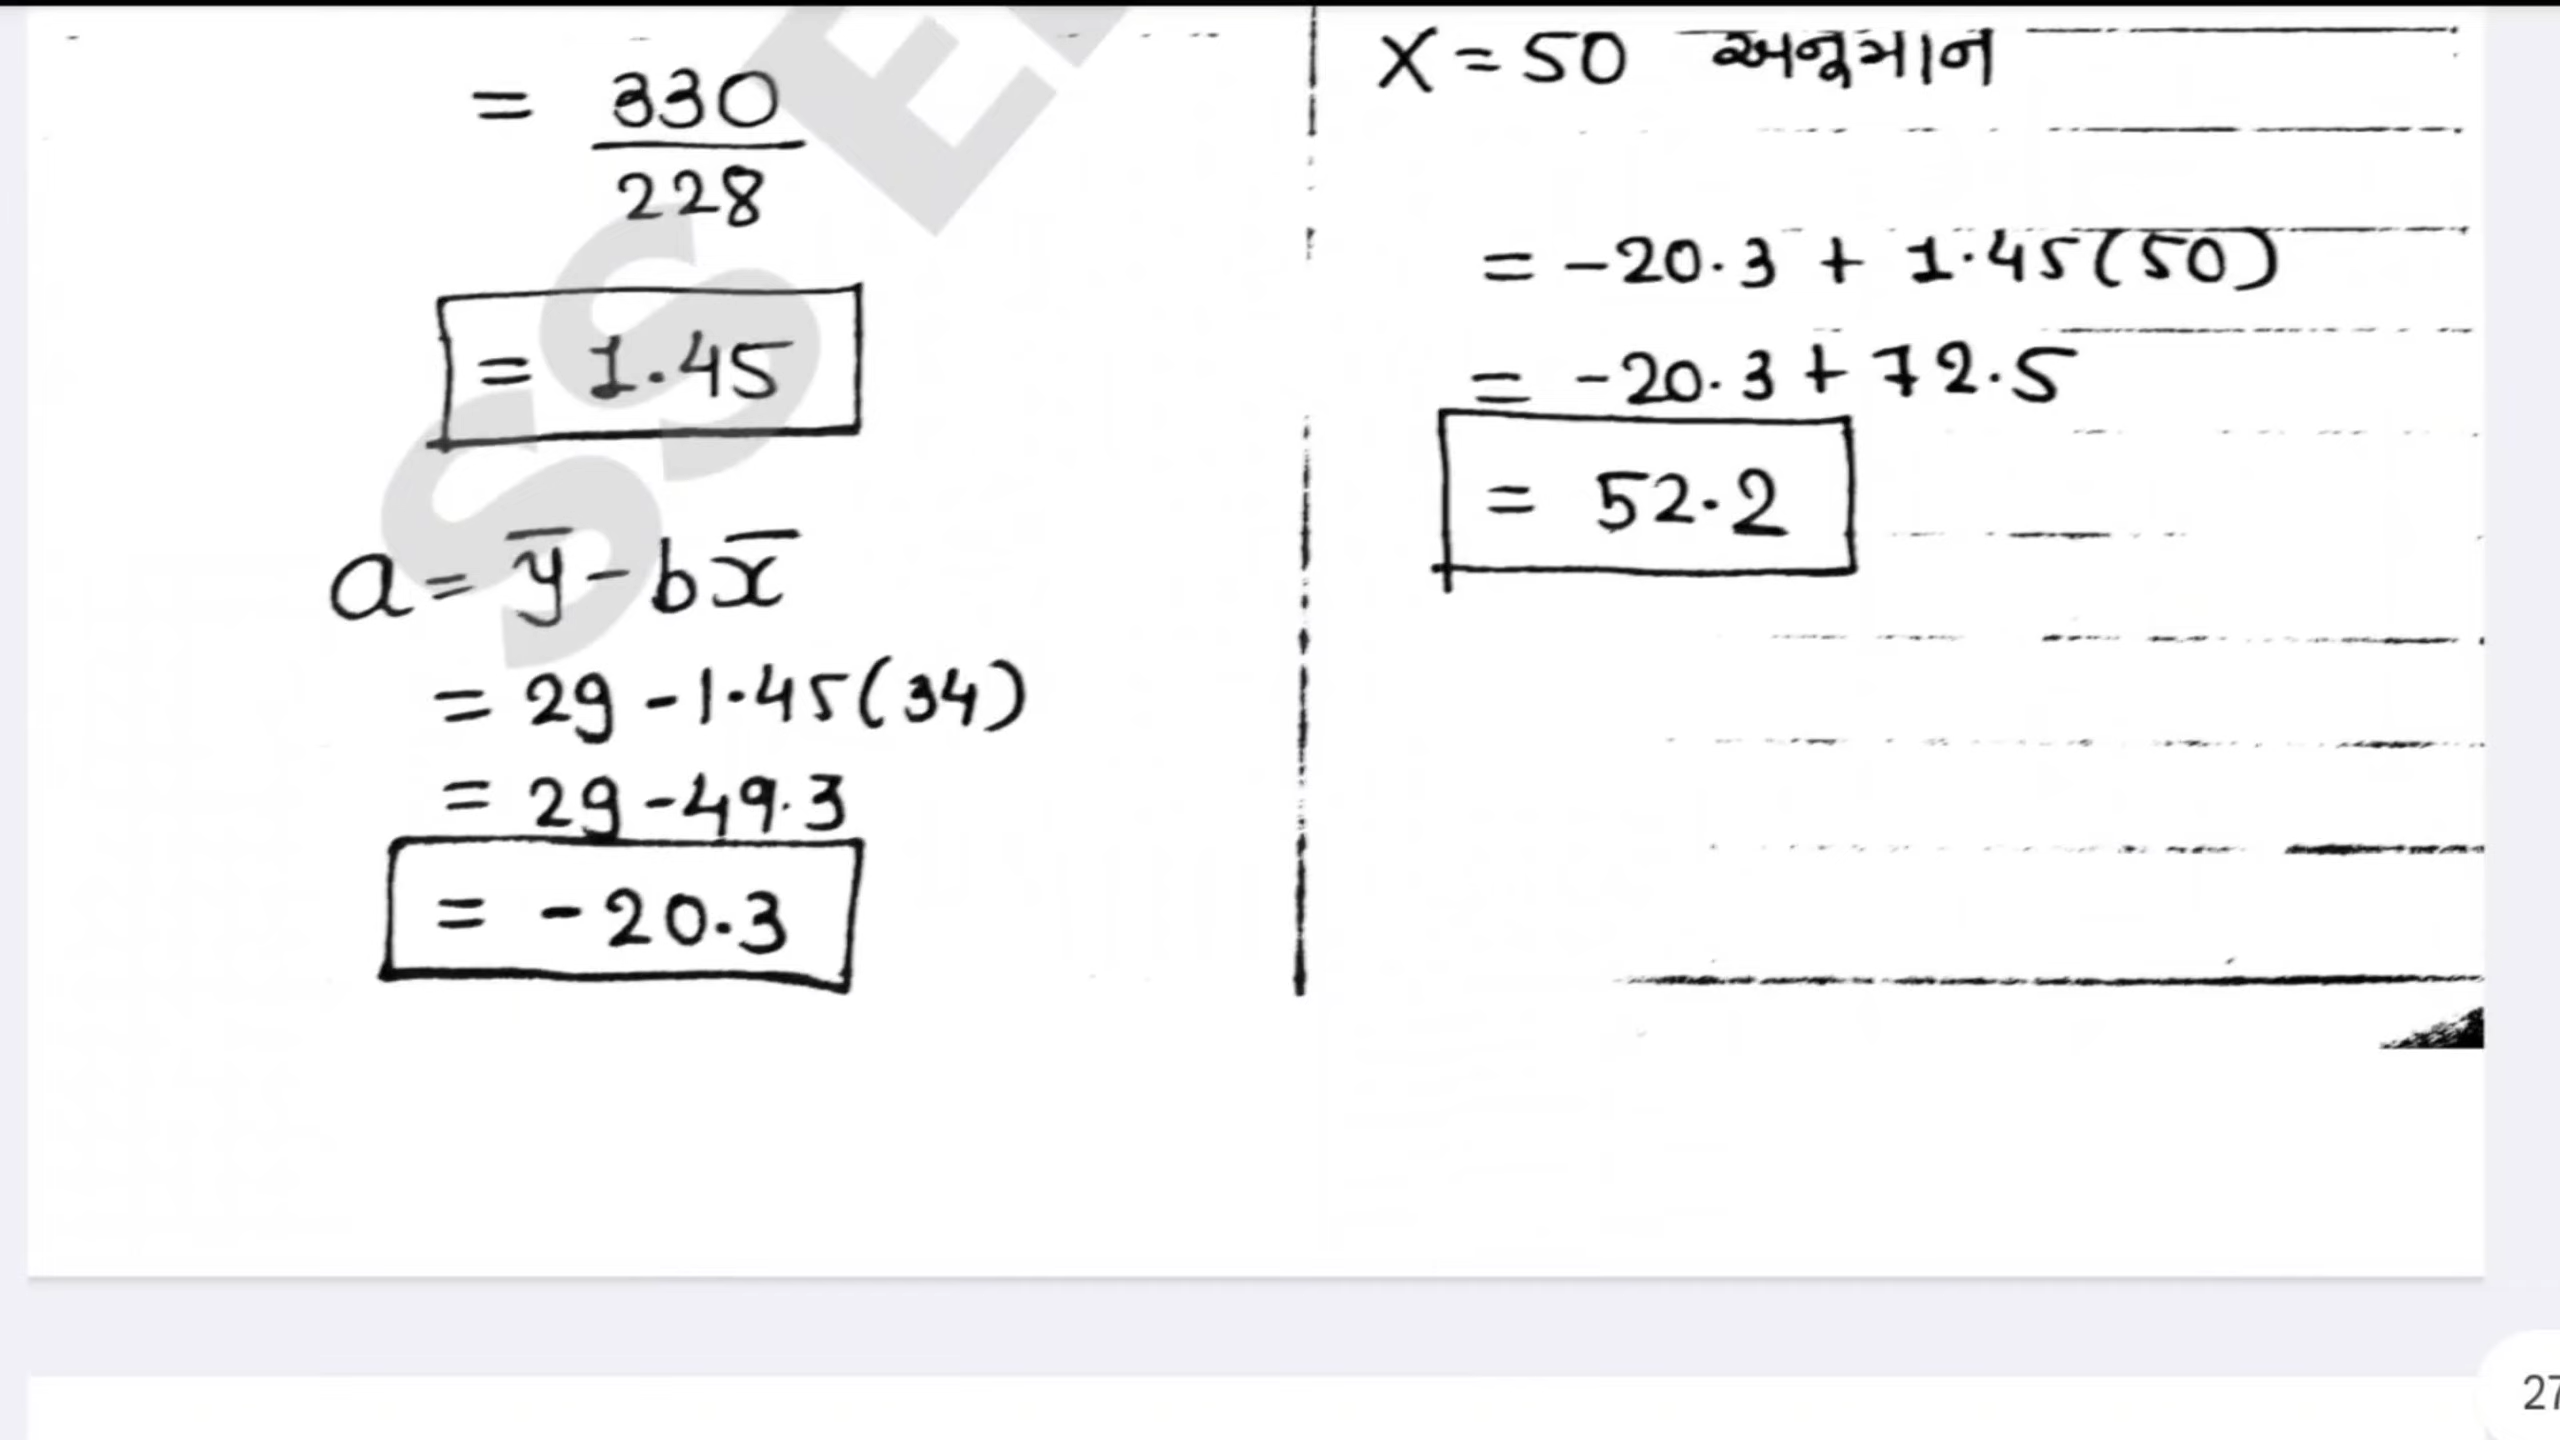 = 330
228
= 1.45
a = y̅ - bx̅
= 29 - 1.45(34)
= 29 - 49.3
= -20.3
X = 50 અનુમાન
= -20.3 + 1.45(50)
= -20.3 + 72.5
= 52.2
27